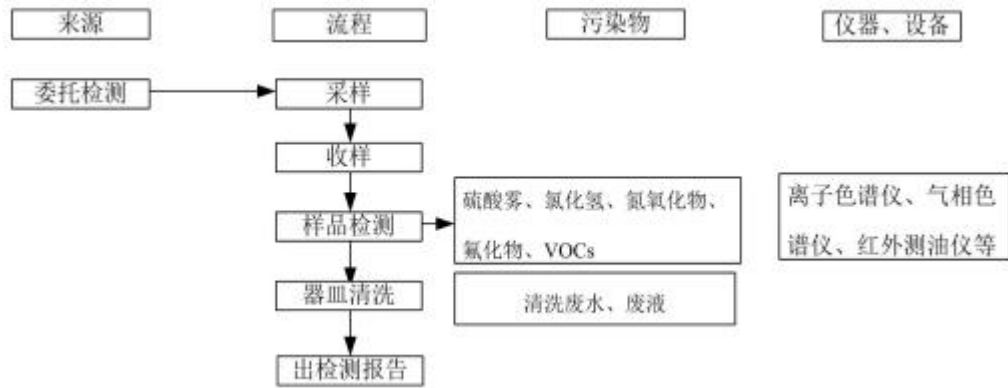 来源
流程
污染物
仪器、设备
委托检测
采样
收样
样品检测
硫酸雾、氯化氢、氮氧化物、
氟化物、VOCs
离子色谱仪、气相色
谱仪、红外测油仪等
器皿清洗
清洗废水、废液
出检测报告